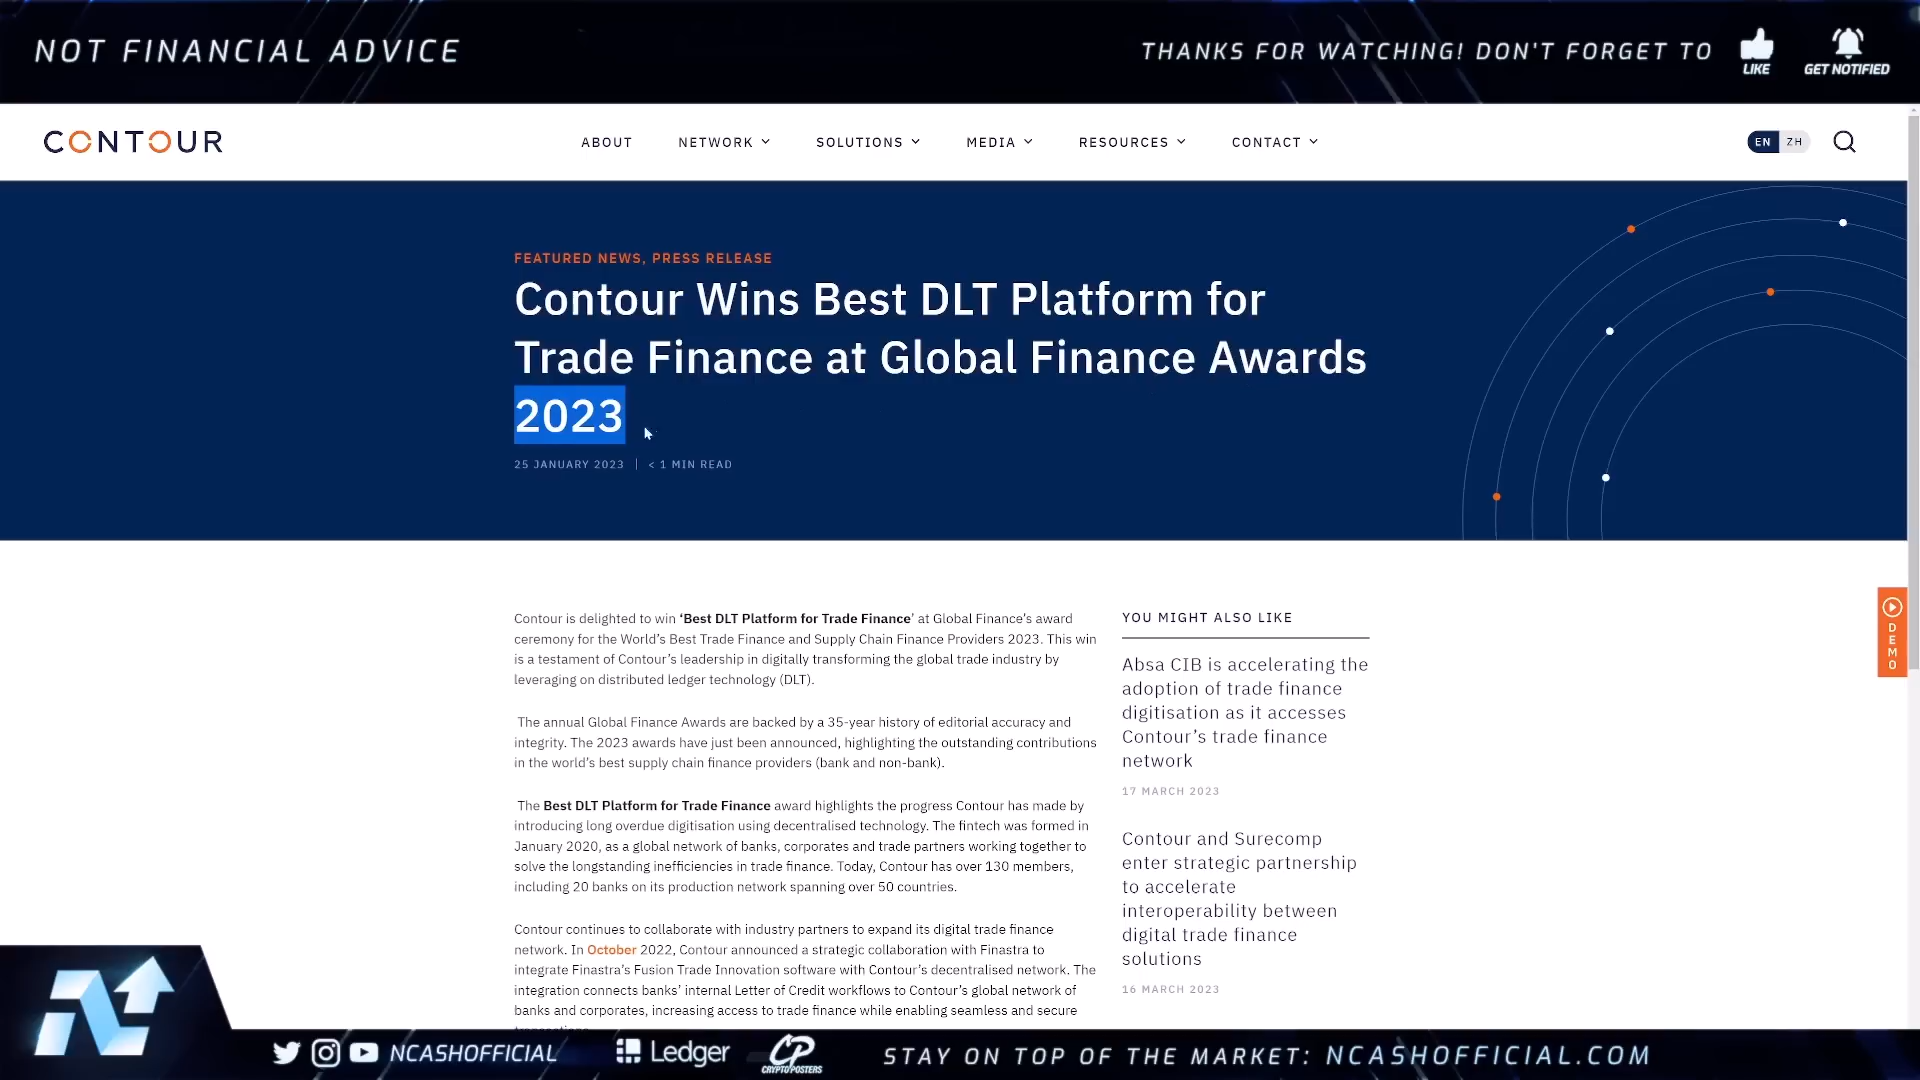 NOT FINANCIAL ADVICE
THANKS FOR WATCHING! DON'T FORGET TO
LIKE
GET NOTIFIED
CONTOUR
ABOUT
NETWORK
SOLUTIONS
MEDIA
RESOURCES
CONTACT
EN
ZH
FEATURED NEWS, PRESS RELEASE
Contour Wins Best DLT Platform for
Trade Finance at Global Finance Awards
2023
25 JANUARY 2023 | < 1 MIN READ
Contour is delighted to win ‘Best DLT Platform for Trade Finance’ at Global Finance’s award
ceremony for the World’s Best Trade Finance and Supply Chain Finance Providers 2023. This win
is a testament of Contour’s leadership in digitally transforming the global trade industry by
leveraging on distributed ledger technology (DLT).
The annual Global Finance Awards are backed by a 35-year history of editorial accuracy and
integrity. The 2023 awards have just been announced, highlighting the outstanding contributions
in the world’s best supply chain finance providers (bank and non-bank).
The Best DLT Platform for Trade Finance award highlights the progress Contour has made by
introducing long overdue digitisation using decentralised technology. The fintech was formed in
January 2020, as a global network of banks, corporates and trade partners working together to
solve the longstanding inefficiencies in trade finance. Today, Contour has over 130 members,
including 20 banks on its production network spanning over 50 countries.
Contour continues to collaborate with industry partners to expand its digital trade finance
network. In October 2022, Contour announced a strategic collaboration with Finastra to
integrate Finastra’s Fusion Trade Innovation software with Contour’s decentralised network. The
integration connects banks’ internal Letter of Credit workflows to Contour’s global network of
banks and corporates, increasing access to trade finance while enabling seamless and secure
YOU MIGHT ALSO LIKE
Absa CIB is accelerating the
adoption of trade finance
digitisation as it accesses
Contour’s trade finance
network
17 MARCH 2023
Contour and Surecomp
enter strategic partnership
to accelerate
interoperability between
digital trade finance
solutions
16 MARCH 2023
DEMO
NCASHOFFICIAL
Ledger
CP
CRYPTOPOSTERS
STAY ON TOP OF THE MARKET: NCASHOFFICIAL.COM